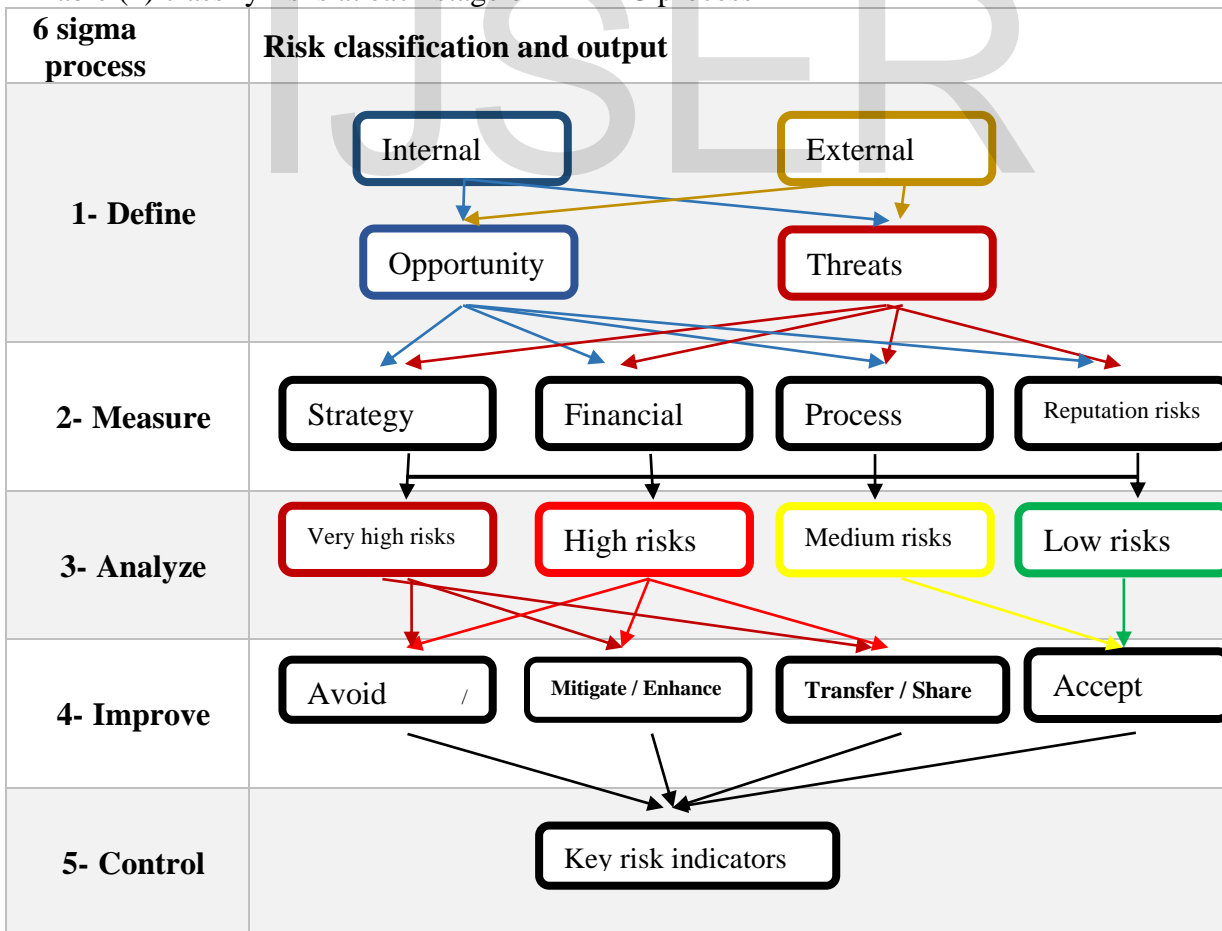 6 sigma
process
Risk classification and output
IJSER
1- Define
Internal
External
Opportunity
Threats
2- Measure
Strategy
Financial
Process
Reputation risks
3- Analyze
Very high risks
High risks
Medium risks
Low risks
4- Improve
Avoid /
Mitigate / Enhance
Transfer / Share
Accept
5- Control
Key risk indicators